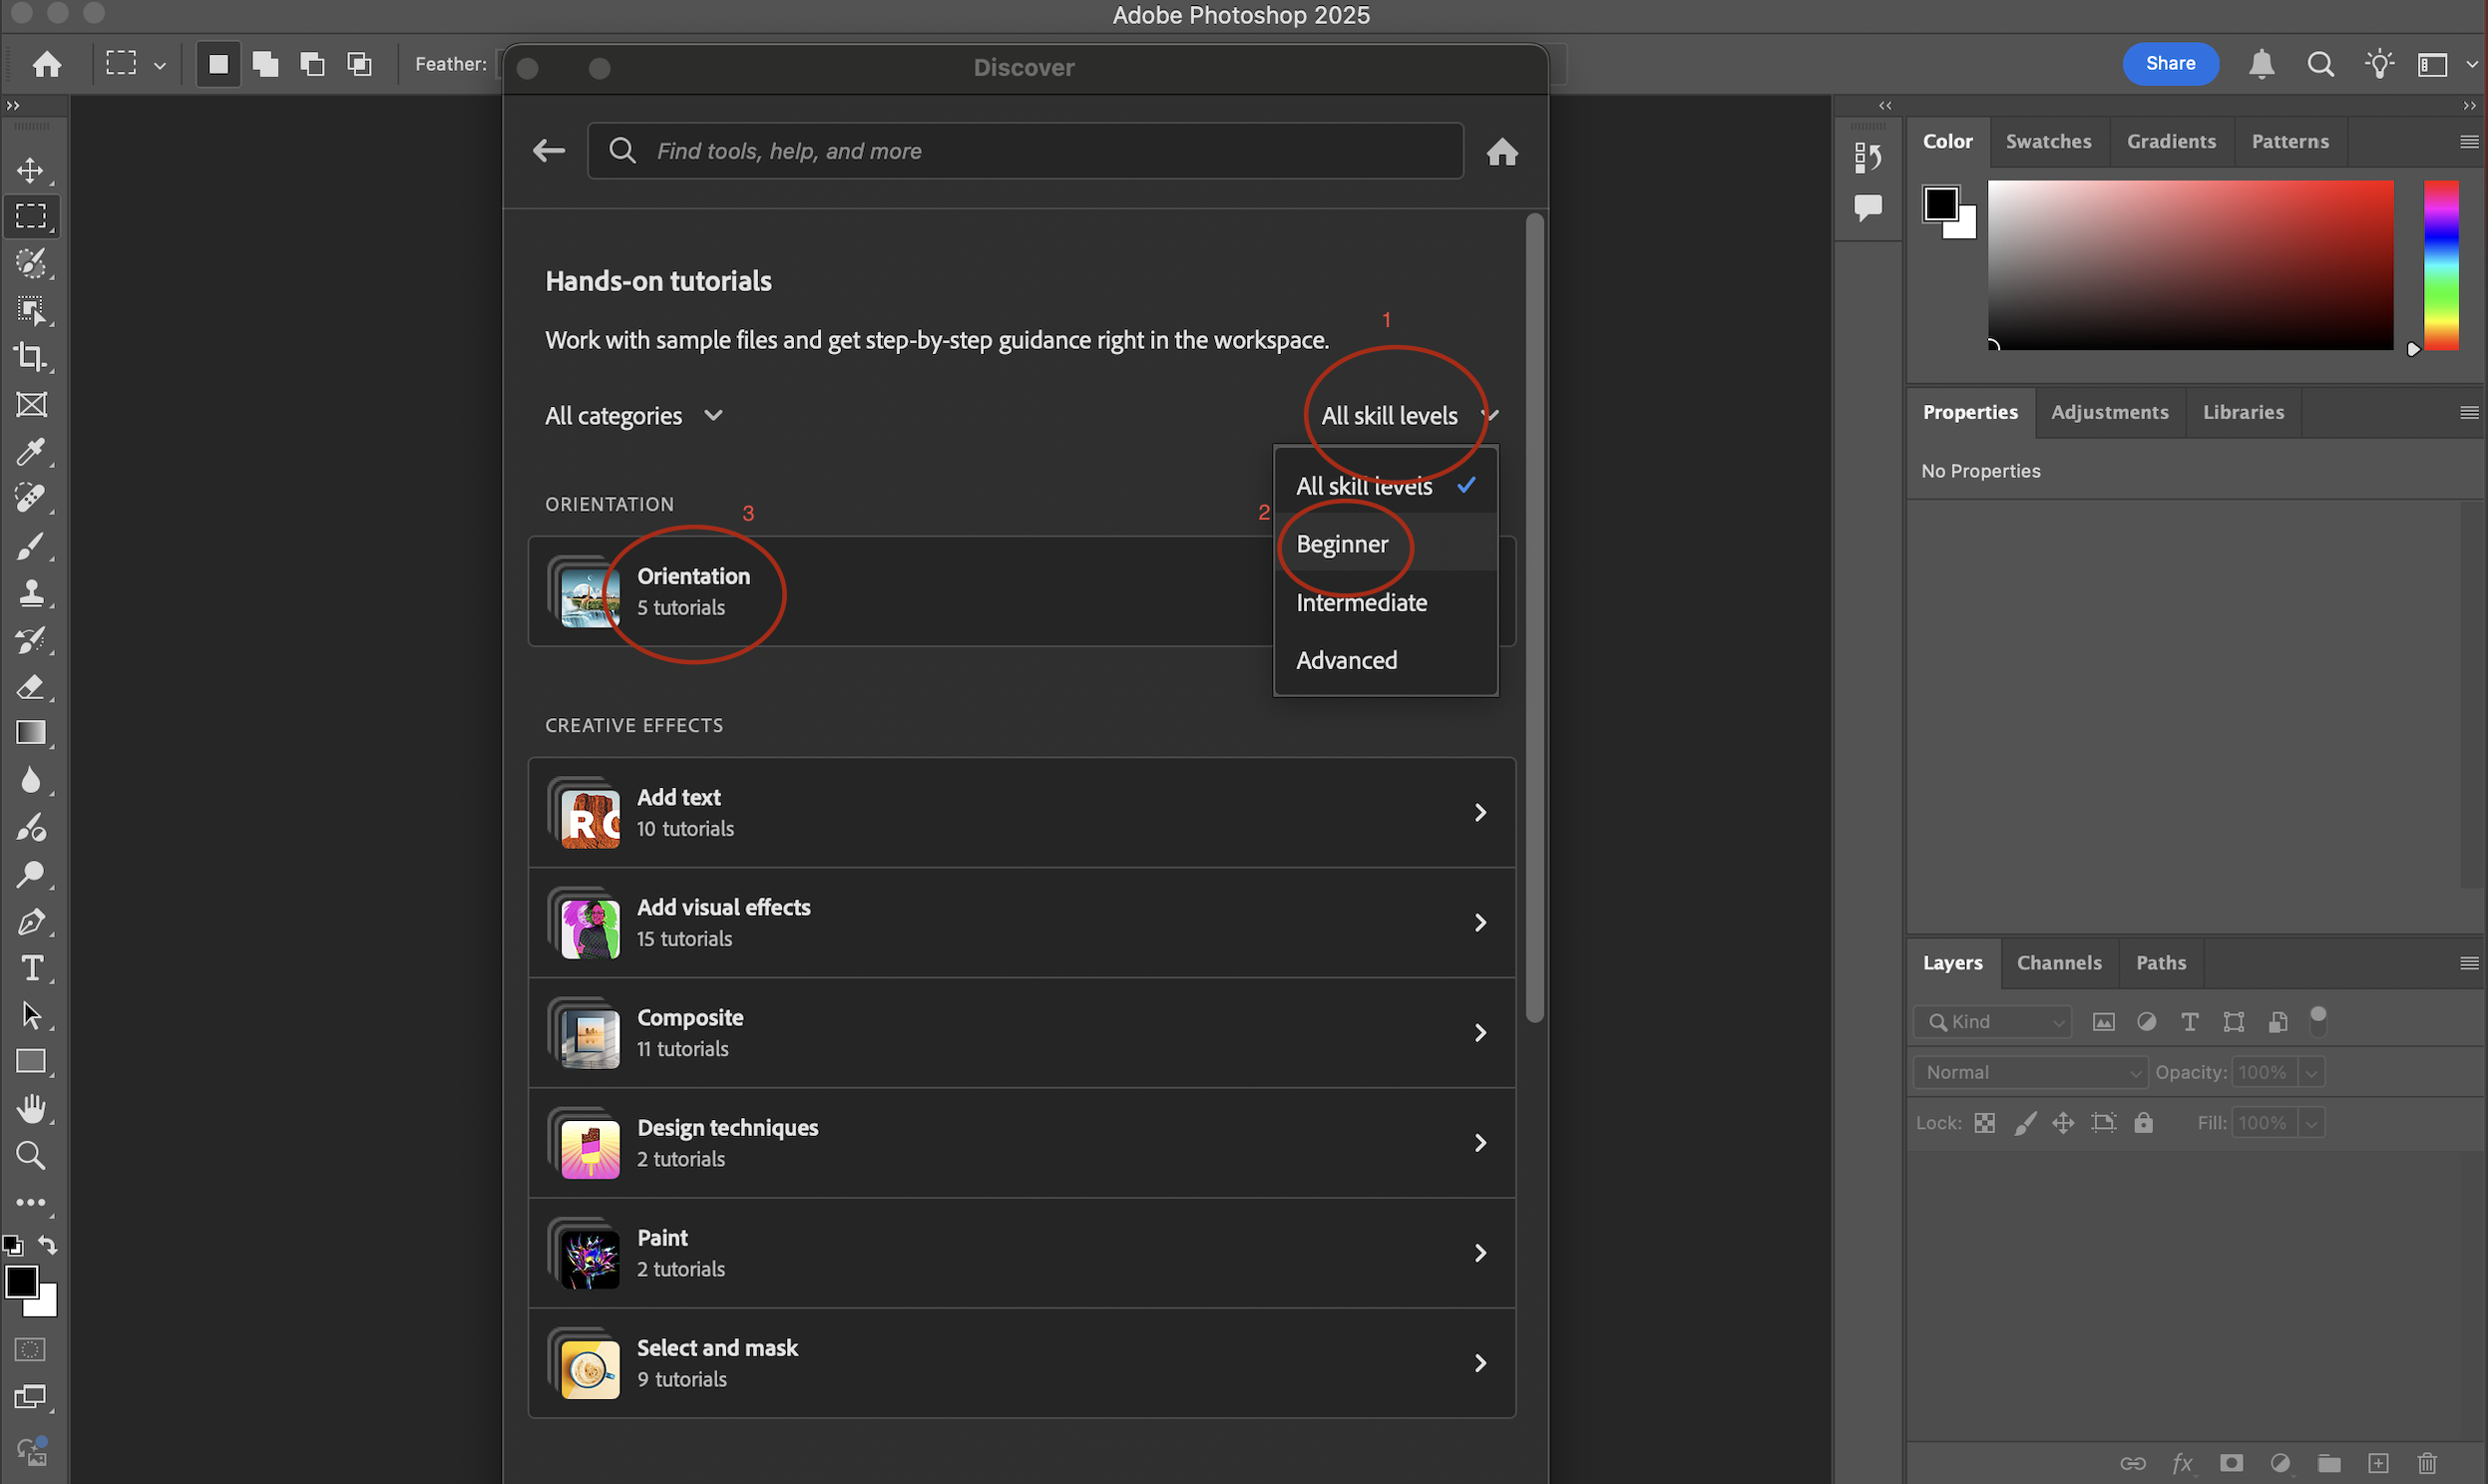 Adobe Photoshop 2025
Feather:
Share
Discover
Find tools, help, and more
Hands-on tutorials
1
Work with sample files and get step-by-step guidance right in the workspace.
All categories
All skill levels
All skill levels
ORIENTATION
3
2
Beginner
Orientation
5 tutorials
Intermediate
Advanced
CREATIVE EFFECTS
Add text
10 tutorials
Add visual effects
15 tutorials
Composite
11 tutorials
Design techniques
2 tutorials
Paint
2 tutorials
Select and mask
9 tutorials
Color Swatches Gradients Patterns
Properties Adjustments Libraries
No Properties
Layers Channels Paths
Kind
Normal Opacity: 100%
Lock: Fill: 100%
fx